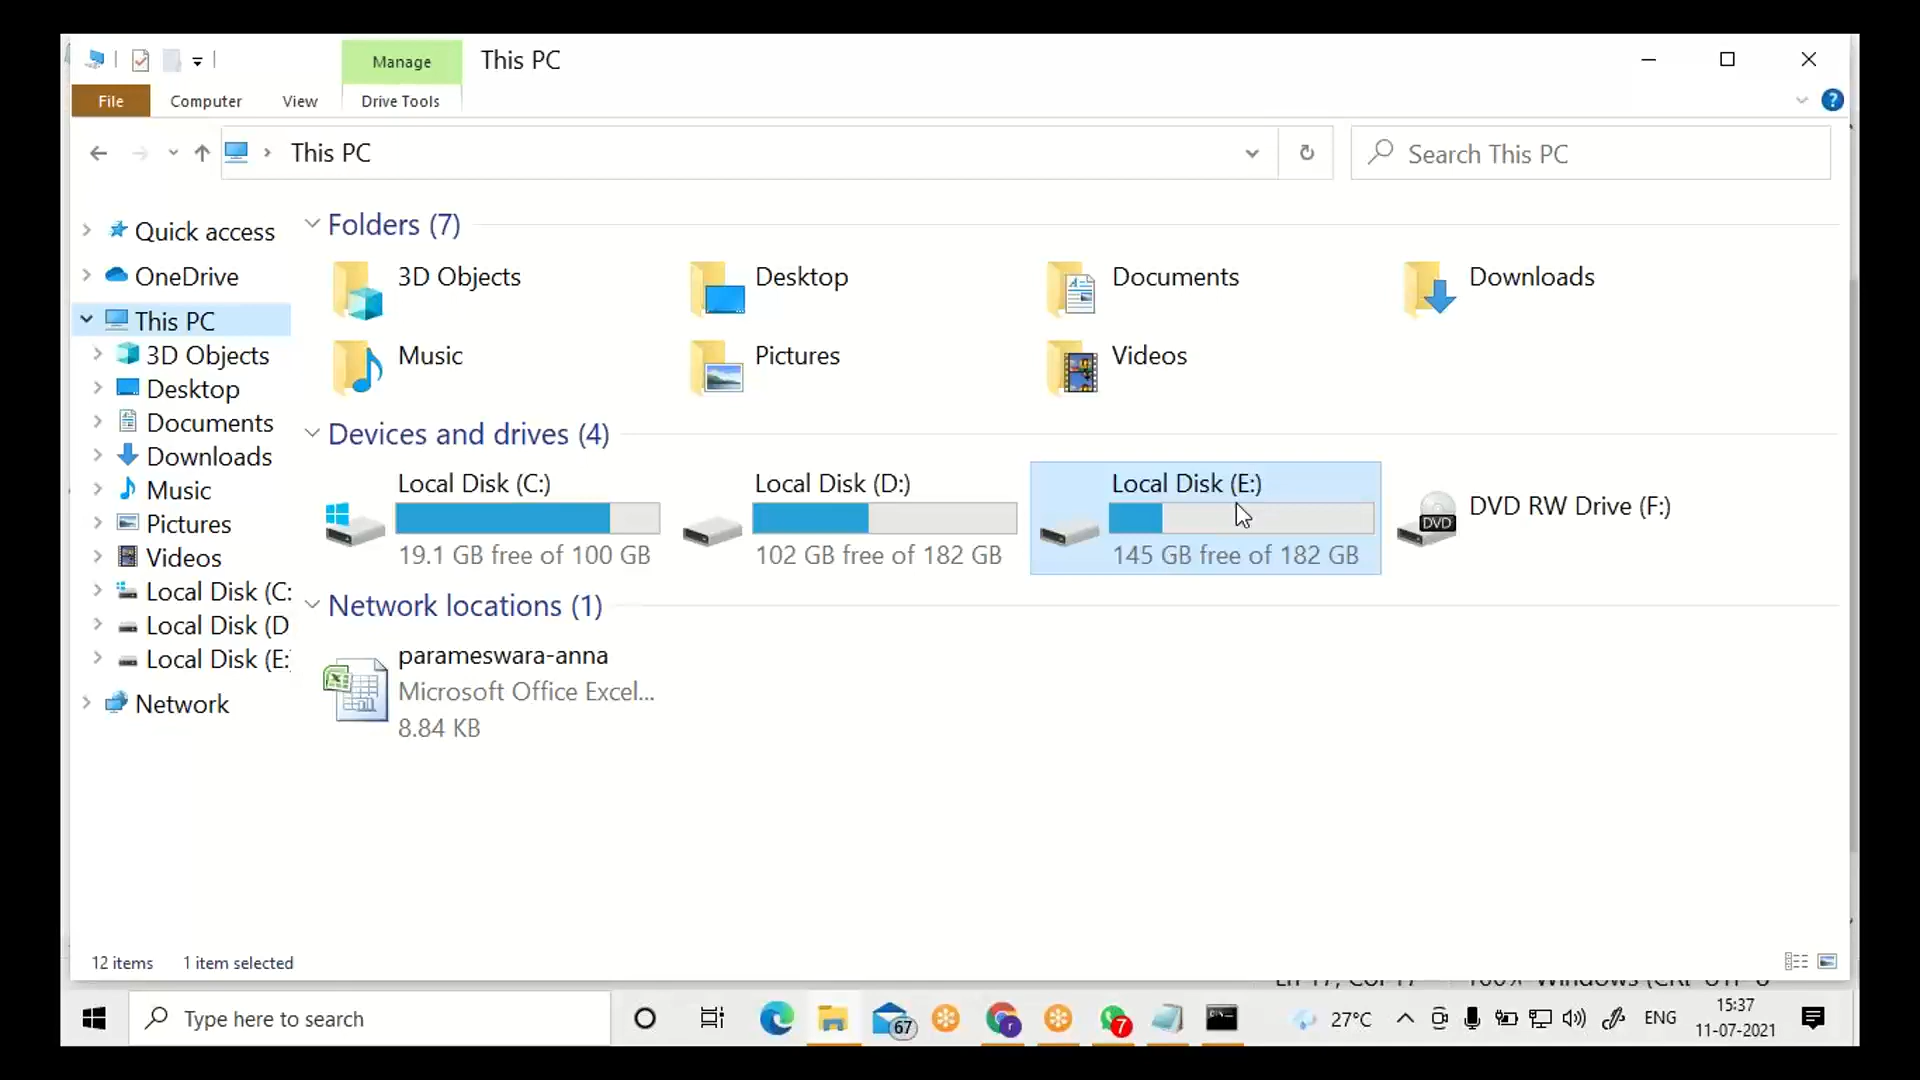 Manage
This PC
File
Computer
View
Drive Tools
?
This PC
Search This PC
Quick access
OneDrive
This PC
3D Objects
Desktop
Documents
Downloads
Music
Pictures
Videos
Local Disk (C:
Local Disk (D
Local Disk (E:
Network
Folders (7)
3D Objects
Desktop
Documents
Downloads
Music
Pictures
Videos
Devices and drives (4)
Local Disk (C:)
19.1 GB free of 100 GB
Local Disk (D:)
102 GB free of 182 GB
Local Disk (E:)
145 GB free of 182 GB
DVD
DVD RW Drive (F:)
Network locations (1)
parameswara-anna
Microsoft Office Excel...
8.84 KB
12 items
1 item selected
Type here to search
67
r
7
27°C
ENG
15:37
11-07-2021